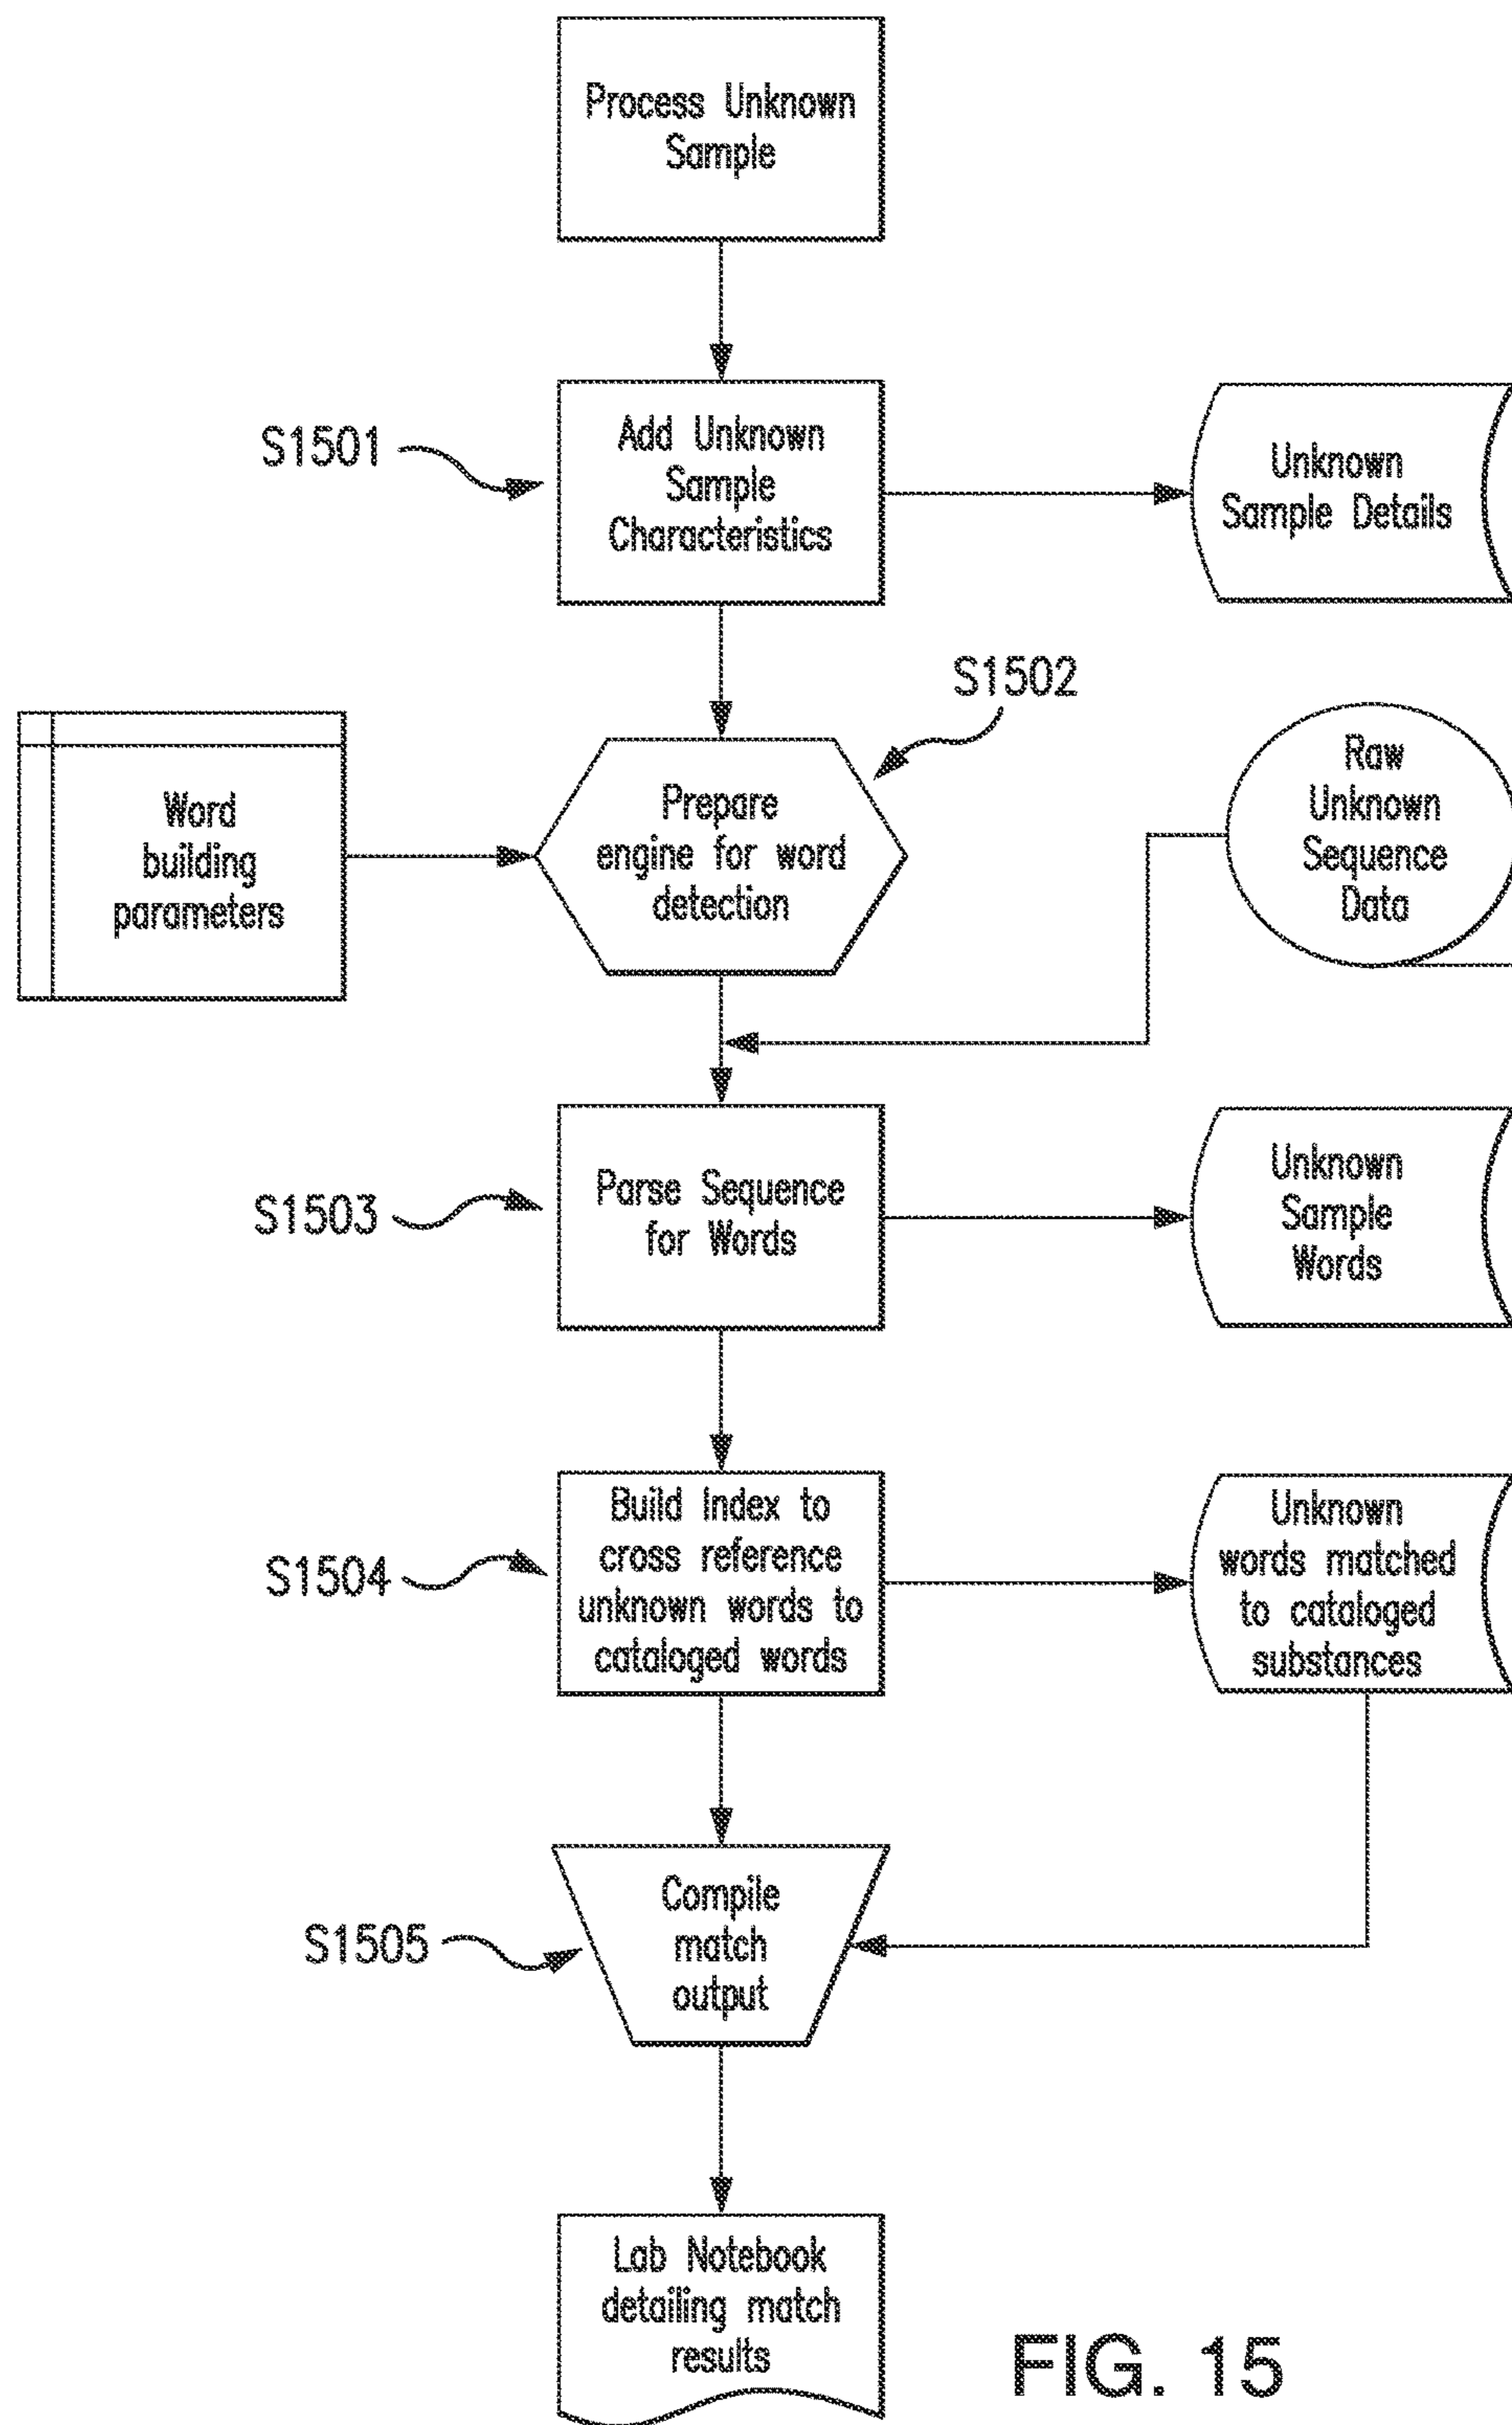 Process Unknown
Sample
S1501
Add Unknown
Sample
Characteristics
Unknown
Sample Details
S1502
Word
building
parameters
Prepare
engine for word
detection
Raw
Unknown
Sequence
Data
S1503
Parse Sequence
for Words
Unknown
Sample
Words
S1504
Build Index to
cross reference
unknown words to
cataloged words
Unknown
words matched
to cataloged
substances
S1505
Compile
match
output
Lab Notebook
detailing match
results
FIG. 15